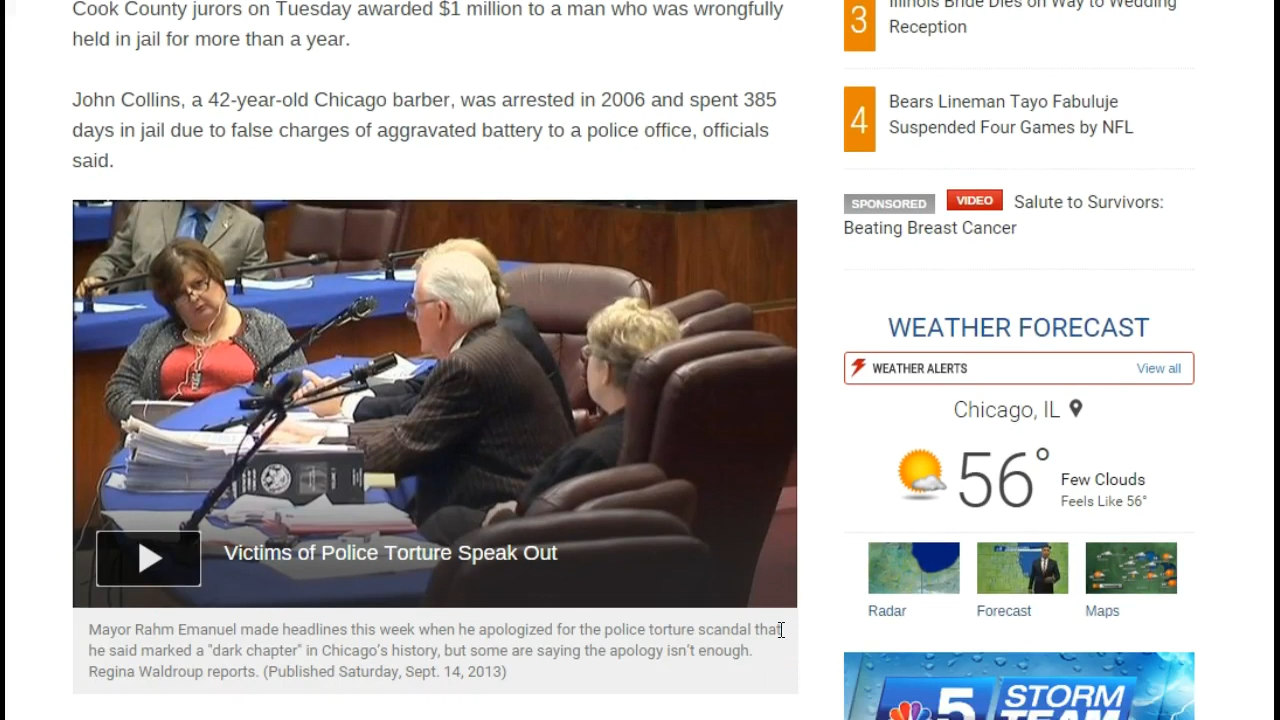 Cook County jurors on Tuesday awarded $1 million to a man who was wrongfully
held in jail for more than a year.
John Collins, a 42-year-old Chicago barber, was arrested in 2006 and spent 385
days in jail due to false charges of aggravated battery to a police office, officials
said.
Victims of Police Torture Speak Out
Mayor Rahm Emanuel made headlines this week when he apologized for the police torture scandal that
he said marked a "dark chapter" in Chicago's history, but some are saying the apology isn't enough.
Regina Waldroup reports. (Published Saturday, Sept. 14, 2013)
3
Illinois Bride Dies on Way to Wedding
Reception
4
Bears Lineman Tayo Fabuluje
Suspended Four Games by NFL
SPONSORED VIDEO Salute to Survivors:
Beating Breast Cancer
WEATHER FORECAST
WEATHER ALERTS View all
Chicago, IL
56°
Few Clouds
Feels Like 56°
Radar Forecast Maps
5 STORM
TEAM